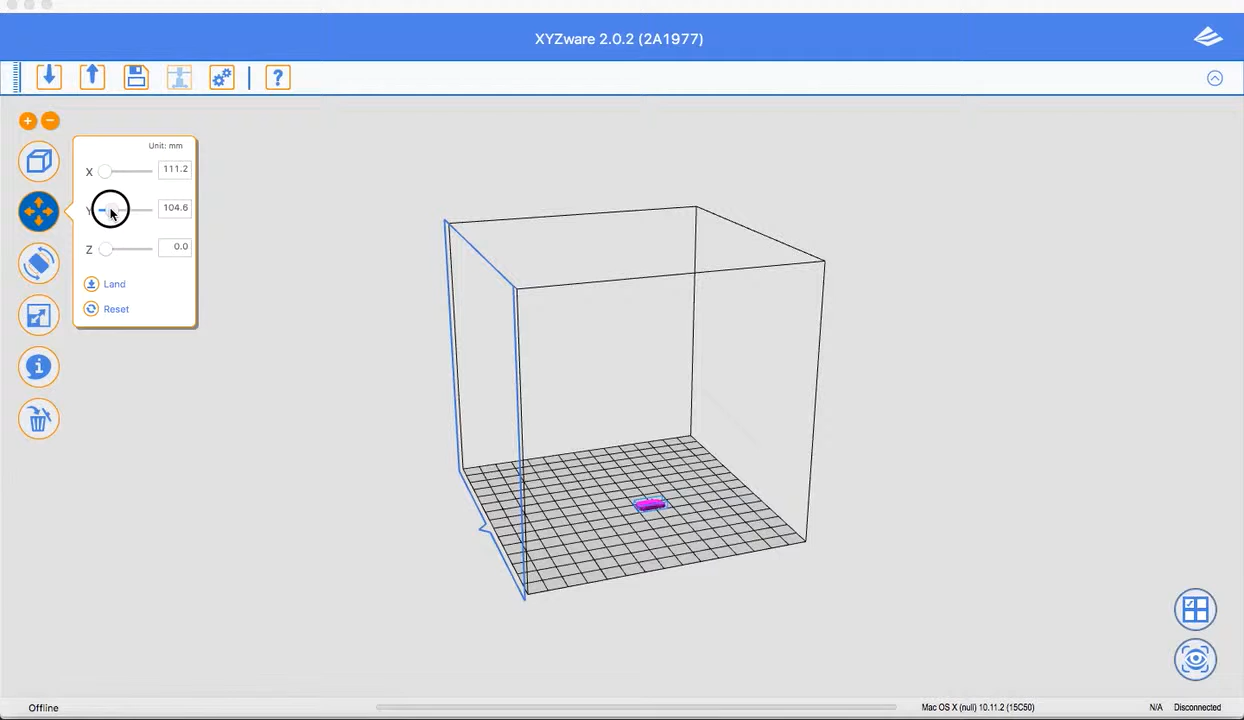 XYZware 2.0.2 (2A1977)
?
+ −
Unit: mm
X 111.2
Y 104.6
Z 0.0
Land
Reset
i
Offline Mac OS X (null) 10.11.2 (15C50) N/A Disconnected